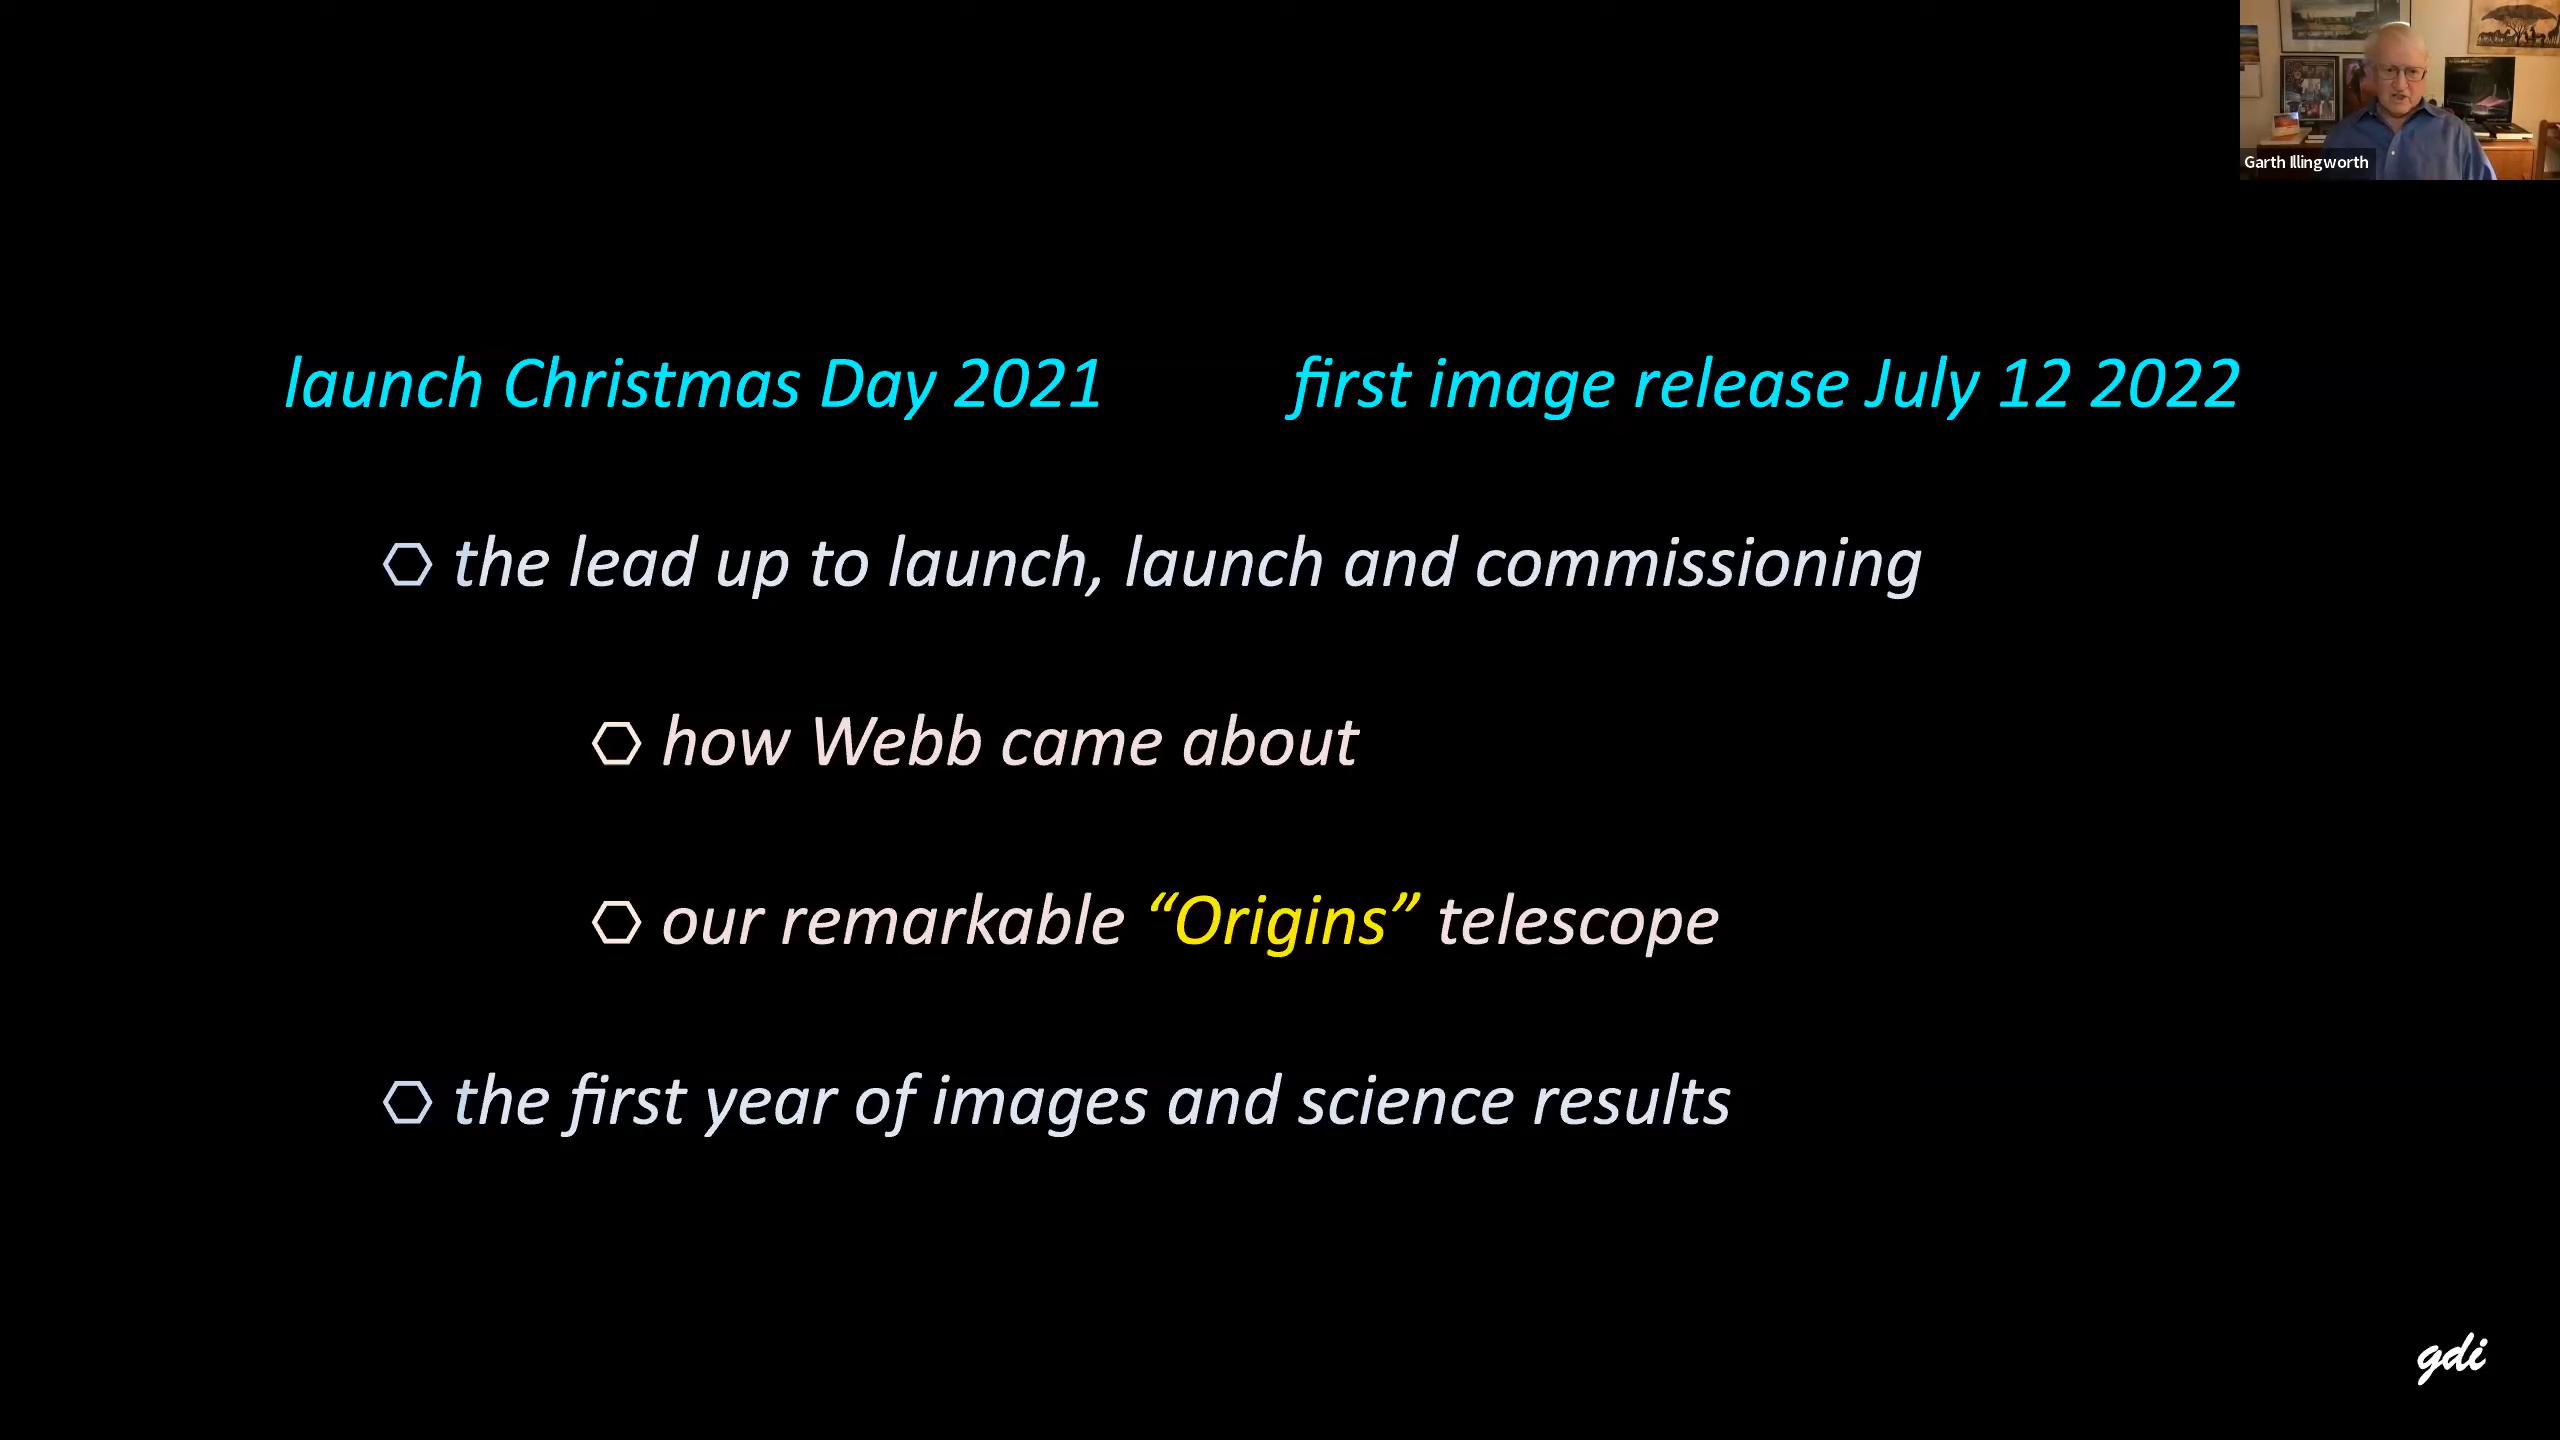 Garth Illingworth
launch Christmas Day 2021 first image release July 12 2022
the lead up to launch, launch and commissioning
how Webb came about
our remarkable “Origins” telescope
the first year of images and science results
gdi